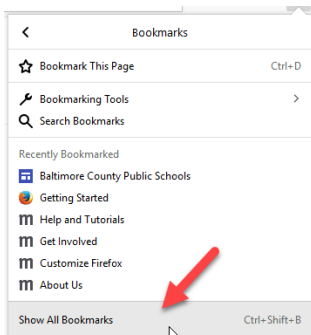 Bookmarks
Bookmark This Page Ctrl+D
Bookmarking Tools
Search Bookmarks
Recently Bookmarked
Baltimore County Public Schools
Getting Started
Help and Tutorials
Get Involved
Customize Firefox
About Us
Show All Bookmarks Ctrl+Shift+B